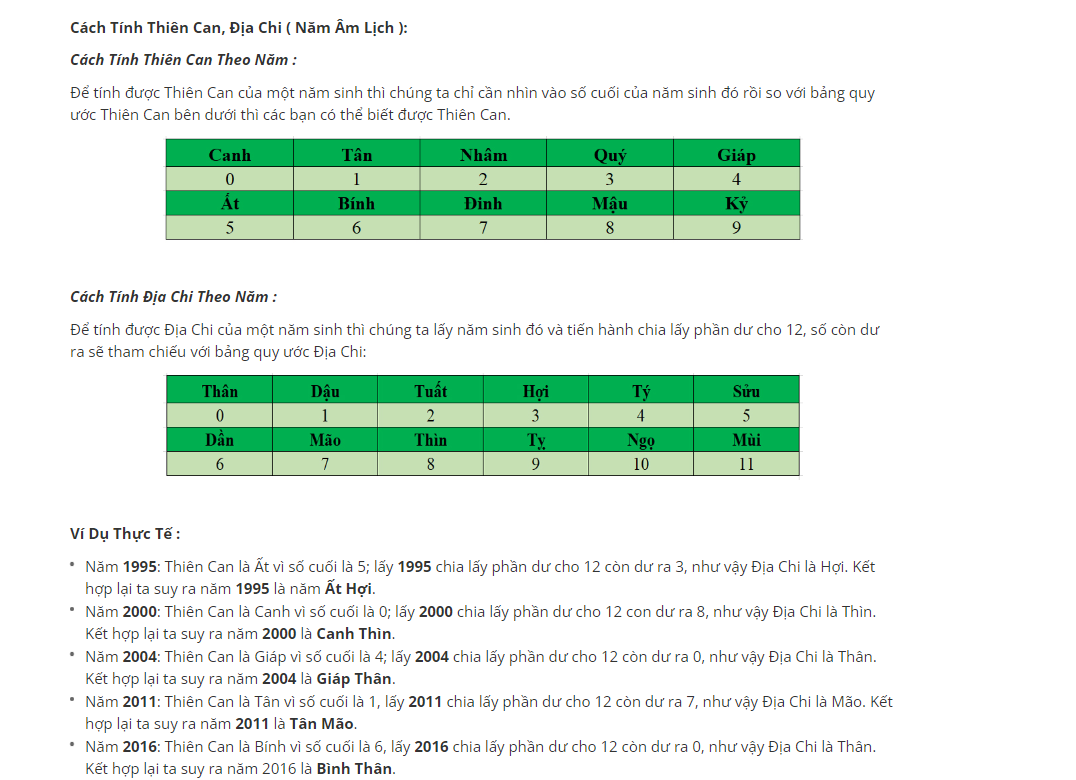 Cách Tính Thiên Can, Địa Chi ( Năm Âm Lịch ):
Cách Tính Thiên Can Theo Năm :
Để tính được Thiên Can của một năm sinh thì chúng ta chỉ cần nhìn vào số cuối của năm sinh đó rồi so với bảng quy
ước Thiên Can bên dưới thì các bạn có thể biết được Thiên Can.
Canh Tân Nhâm Quý Giáp
0 1 2 3 4
Ất Bính Đinh Mậu Kỷ
5 6 7 8 9
Cách Tính Địa Chi Theo Năm :
Để tính được Địa Chi của một năm sinh thì chúng ta lấy năm sinh đó và tiến hành chia lấy phần dư cho 12, số còn dư
ra sẽ tham chiếu với bảng quy ước Địa Chi:
Thân Dậu Tuất Hợi Tý Sửu
0 1 2 3 4 5
Dần Mão Thìn Tỵ Ngọ Mùi
6 7 8 9 10 11
Ví Dụ Thực Tế :
• Năm 1995: Thiên Can là Ất vì số cuối là 5; lấy 1995 chia lấy phần dư cho 12 còn dư ra 3, như vậy Địa Chi là Hợi. Kết
hợp lại ta suy ra năm 1995 là năm Ất Hợi.
• Năm 2000: Thiên Can là Canh vì số cuối là 0; lấy 2000 chia lấy phần dư cho 12 con dư ra 8, như vậy Địa Chi là Thìn.
Kết hợp lại ta suy ra năm 2000 là Canh Thìn.
• Năm 2004: Thiên Can là Giáp vì số cuối là 4; lấy 2004 chia lấy phần dư cho 12 còn dư ra 0, như vậy Địa Chi là Thân.
Kết hợp lại ta suy ra năm 2004 là Giáp Thân.
• Năm 2011: Thiên Can là Tân vì số cuối là 1, lấy 2011 chia lấy phần dư cho 12 còn dư ra 7, như vậy Địa Chi là Mão. Kết
hợp lại ta suy ra năm 2011 là Tân Mão.
• Năm 2016: Thiên Can là Bính vì số cuối là 6, lấy 2016 chia lấy phần dư cho 12 còn dư ra 0, như vậy Địa Chi là Thân.
Kết hợp lại ta suy ra năm 2016 là Bình Thân.